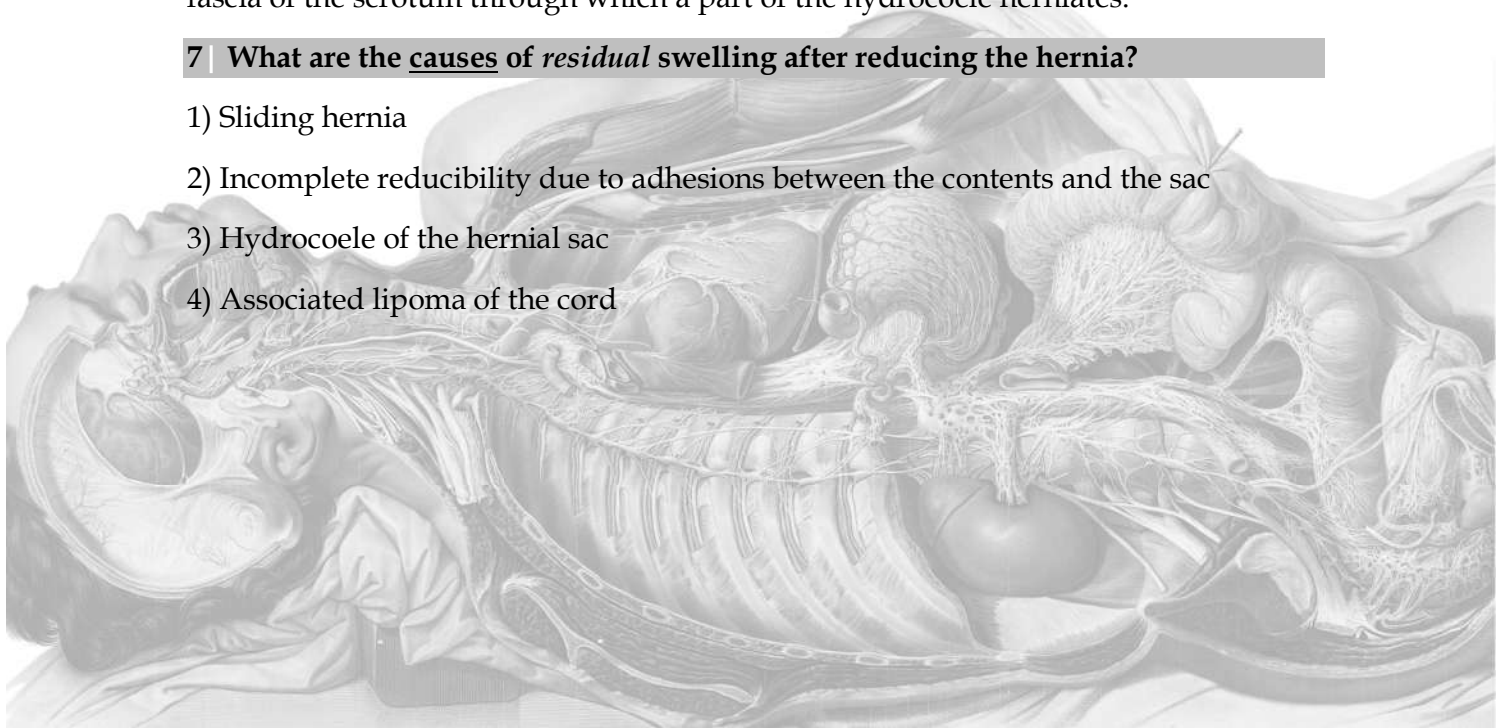 fascia of the scrotum through which a part of the hydrocoele herniates.
7| What are the causes of residual swelling after reducing the hernia?
1) Sliding hernia
2) Incomplete reducibility due to adhesions between the contents and the sac
3) Hydrocoele of the hernial sac
4) Associated lipoma of the cord